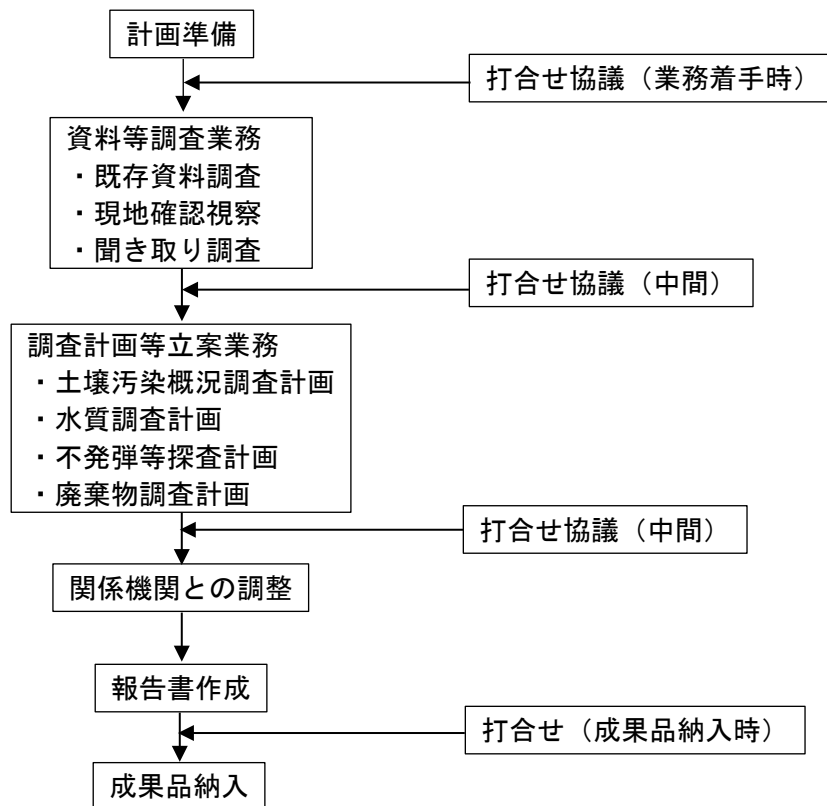 計画準備
打合せ協議（業務着手時）
資料等調査業務
・既存資料調査
・現地確認視察
・聞き取り調査
打合せ協議（中間）
調査計画等立案業務
・土壌汚染概況調査計画
・水質調査計画
・不発弾等探査計画
・廃棄物調査計画
打合せ協議（中間）
関係機関との調整
報告書作成
打合せ（成果品納入時）
成果品納入